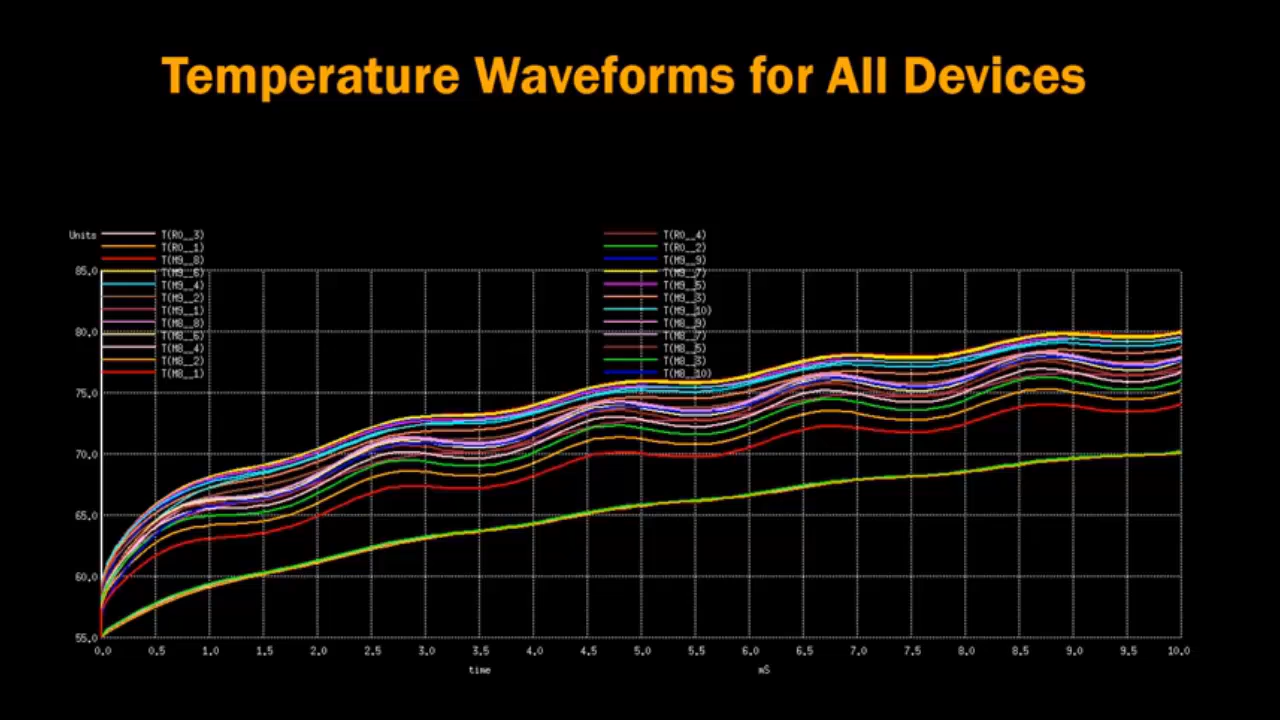 Temperature Waveforms for All Devices
Units
T(R0__3)
T(R0__1)
T(M9__8)
T(M9__6)
T(M9__4)
T(M9__2)
T(M9__1)
T(M8__8)
T(M8__6)
T(M8__4)
T(M8__2)
T(M8__1)
T(R0__4)
T(R0__2)
T(M9__9)
T(M9__7)
T(M9__5)
T(M9__3)
T(M9__10)
T(M8__9)
T(M8__7)
T(M8__5)
T(M8__3)
T(M8__10)
85.0
80.0
75.0
70.0
65.0
60.0
55.0
0.0 0.5 1.0 1.5 2.0 2.5 3.0 3.5 4.0 4.5 5.0 5.5 6.0 6.5 7.0 7.5 8.0 8.5 9.0 9.5 10.0
time mS